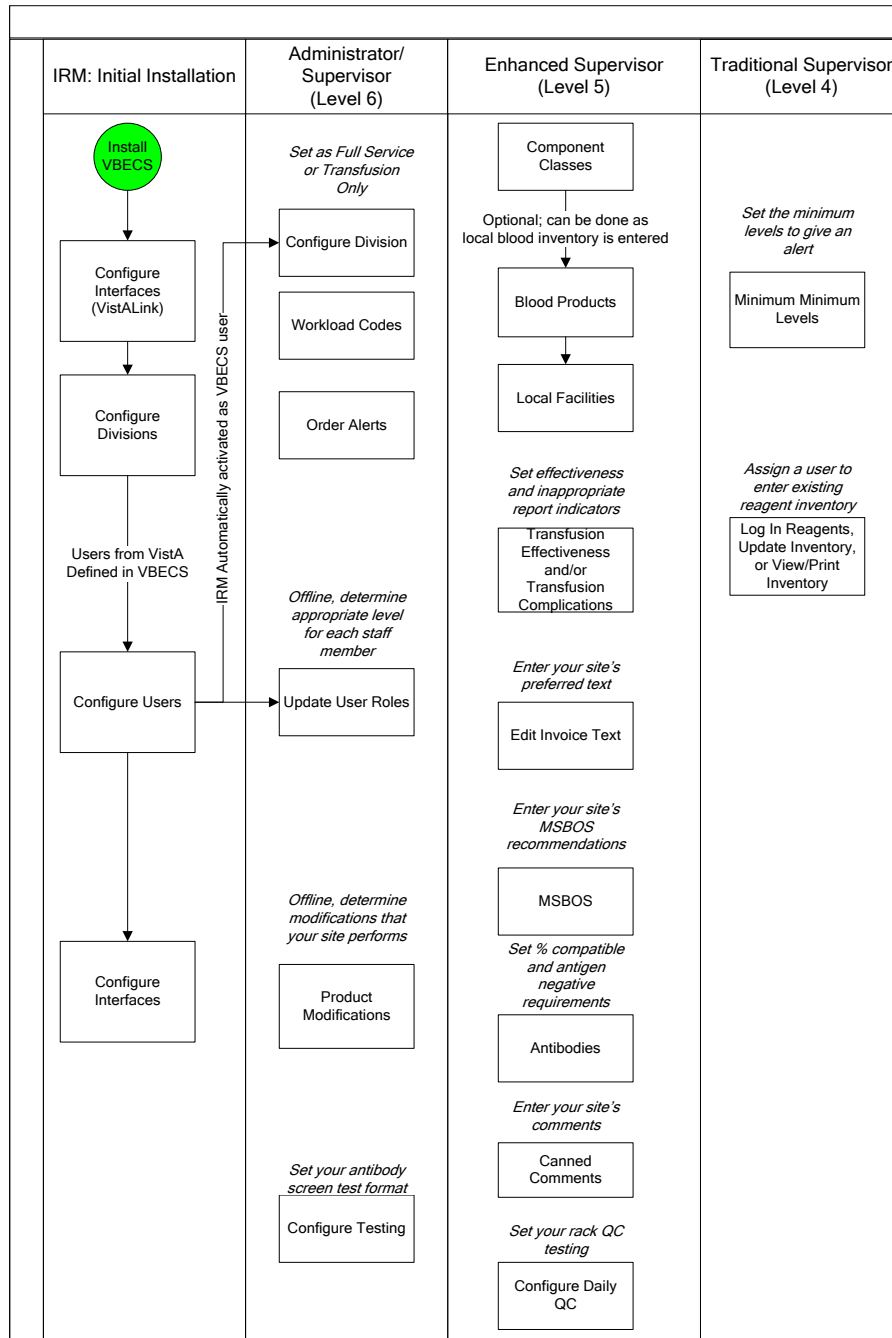 IRM: Initial Installation
Administrator/
Supervisor
(Level 6)
Enhanced Supervisor
(Level 5)
Traditional Supervisor
(Level 4)
Install
VBECS
Configure
Interfaces
(VistALink)
Configure
Divisions
Users from VistA
Defined in VBECS
Configure Users
Configure
Interfaces
IRM Automatically activated as VBECS user
Set as Full Service
or Transfusion
Only
Configure Division
Workload Codes
Order Alerts
Offline, determine
appropriate level
for each staff
member
Update User Roles
Offline, determine
modifications that
your site performs
Product
Modifications
Set your antibody
screen test format
Configure Testing
Component
Classes
Optional; can be done as
local blood inventory is entered
Blood Products
Local Facilities
Set effectiveness
and inappropriate
report indicators
Transfusion
Effectiveness
and/or
Transfusion
Complications
Enter your site's
preferred text
Edit Invoice Text
Enter your site's
MSBOS
recommendations
MSBOS
Set % compatible
and antigen
negative
requirements
Antibodies
Enter your site's
comments
Canned
Comments
Set your rack QC
testing
Configure Daily
QC
Set the minimum
levels to give an
alert
Minimum Minimum
Levels
Assign a user to
enter existing
reagent inventory
Log In Reagents,
Update Inventory,
or View/Print
Inventory